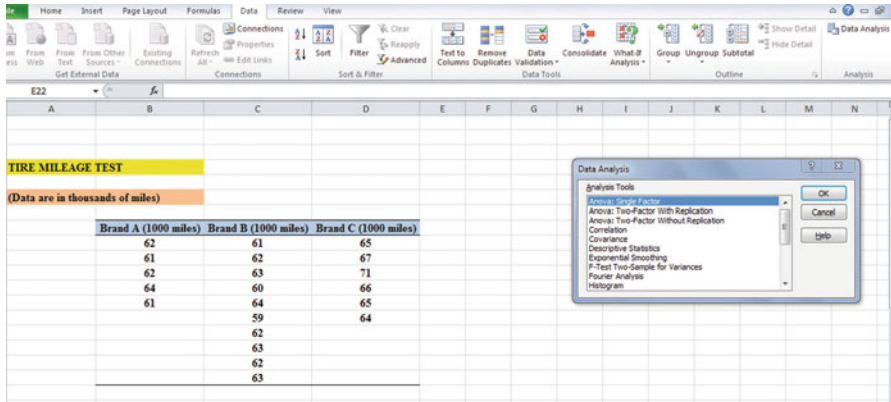 Home Insert Page Layout Formulas Data Review View
From Web From Text From Other Sources Existing Connections Refresh All Connections Properties Edit Links Sort Filter Clear Reapply Advanced Text to Columns Remove Duplicates Data Validation Consolidate What-If Analysis Group Ungroup Subtotal Show Detail Hide Detail Data Analysis
Get External Data Connections Sort & Filter Data Tools Outline Analysis
E22 fx
A B C D E F G H I J K L M N
TIRE MILEAGE TEST
(Data are in thousands of miles)
Brand A (1000 miles) Brand B (1000 miles) Brand C (1000 miles)
62 61 65
61 62 67
62 63 71
64 60 66
61 64 65
59 64
62
63
62
63
Data Analysis
Analysis Tools
Anova: Single Factor
Anova: Two-Factor With Replication
Anova: Two-Factor Without Replication
Correlation
Covariance
Descriptive Statistics
Exponential Smoothing
F-Test Two-Sample for Variances
Fourier Analysis
Histogram
OK
Cancel
Help